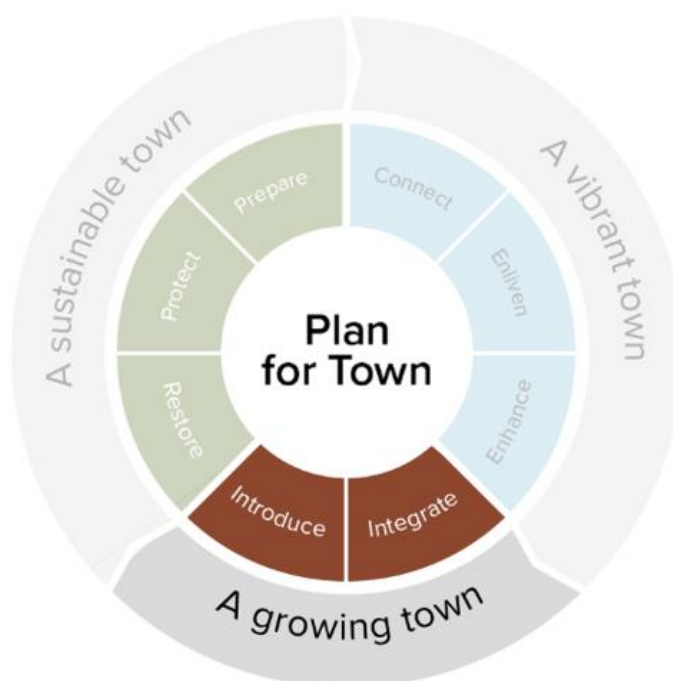 A sustainable town
A vibrant town
A growing town
Prepare
Connect
Protect
Enliven
Restore
Enhance
Introduce
Integrate
Plan
for Town